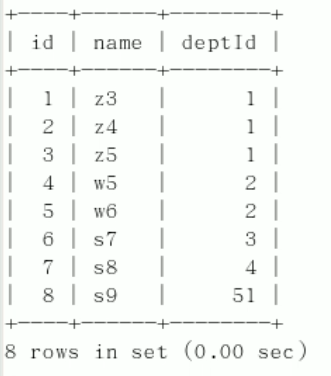 +----+------+--------+
| id | name | deptId |
+----+------+--------+
|  1 | z3   |      1 |
|  2 | z4   |      1 |
|  3 | z5   |      1 |
|  4 | w5   |      2 |
|  5 | w6   |      2 |
|  6 | s7   |      3 |
|  7 | s8   |      4 |
|  8 | s9   |     51 |
+----+------+--------+
8 rows in set (0.00 sec)